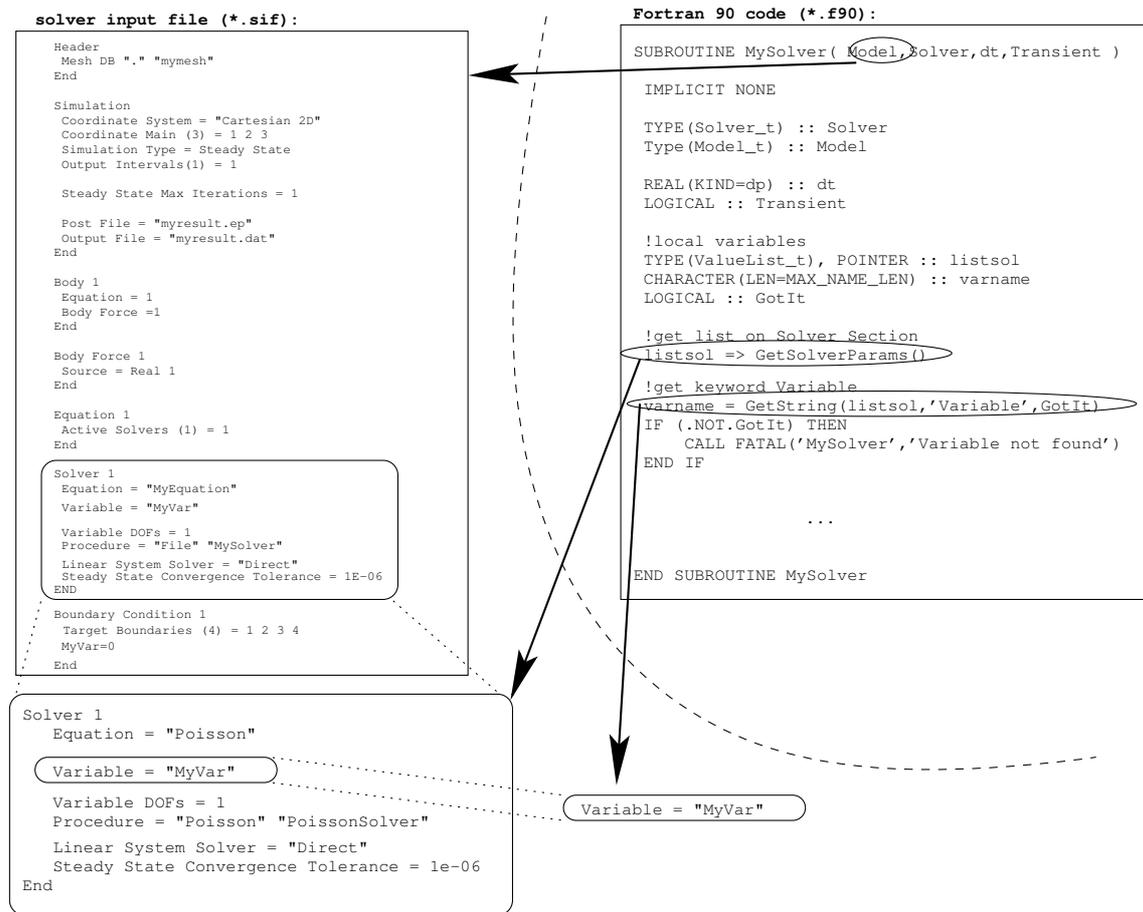 solver input file (*.sif):
Header
Mesh DB "." "mymesh"
End
Simulation
Coordinate System = "Cartesian 2D"
Coordinate Main (3) = 1 2 3
Simulation Type = Steady State
Output Intervals(1) = 1
Steady State Max Iterations = 1
Post File = "myresult.ep"
Output File = "myresult.dat"
End
Body 1
Equation = 1
Body Force =1
End
Body Force 1
Source = Real 1
End
Equation 1
Active Solvers (1) = 1
End
Solver 1
Equation = "MyEquation"
Variable = "MyVar"
Variable DOFs = 1
Procedure = "File" "MySolver"
Linear System Solver = "Direct"
Steady State Convergence Tolerance = 1E-06
END
Boundary Condition 1
Target Boundaries (4) = 1 2 3 4
MyVar=0
End
Solver 1
Equation = "Poisson"
Variable = "MyVar"
Variable DOFs = 1
Procedure = "Poisson" "PoissonSolver"
Linear System Solver = "Direct"
Steady State Convergence Tolerance = 1e-06
End
Fortran 90 code (*.f90):
SUBROUTINE MySolver( Model,Solver,dt,Transient )
IMPLICIT NONE
TYPE(Solver_t) :: Solver
Type(Model_t) :: Model
REAL(KIND=dp) :: dt
LOGICAL :: Transient
!local variables
TYPE(ValueList_t), POINTER :: listsol
CHARACTER(LEN=MAX_NAME_LEN) :: varname
LOGICAL :: GotIt
!get list on Solver Section
listsol => GetSolverParams()
!get keyword Variable
varname = GetString(listsol,'Variable',GotIt)
IF (.NOT.GotIt) THEN
CALL FATAL('MySolver','Variable not found')
END IF
...
END SUBROUTINE MySolver
Variable = "MyVar"